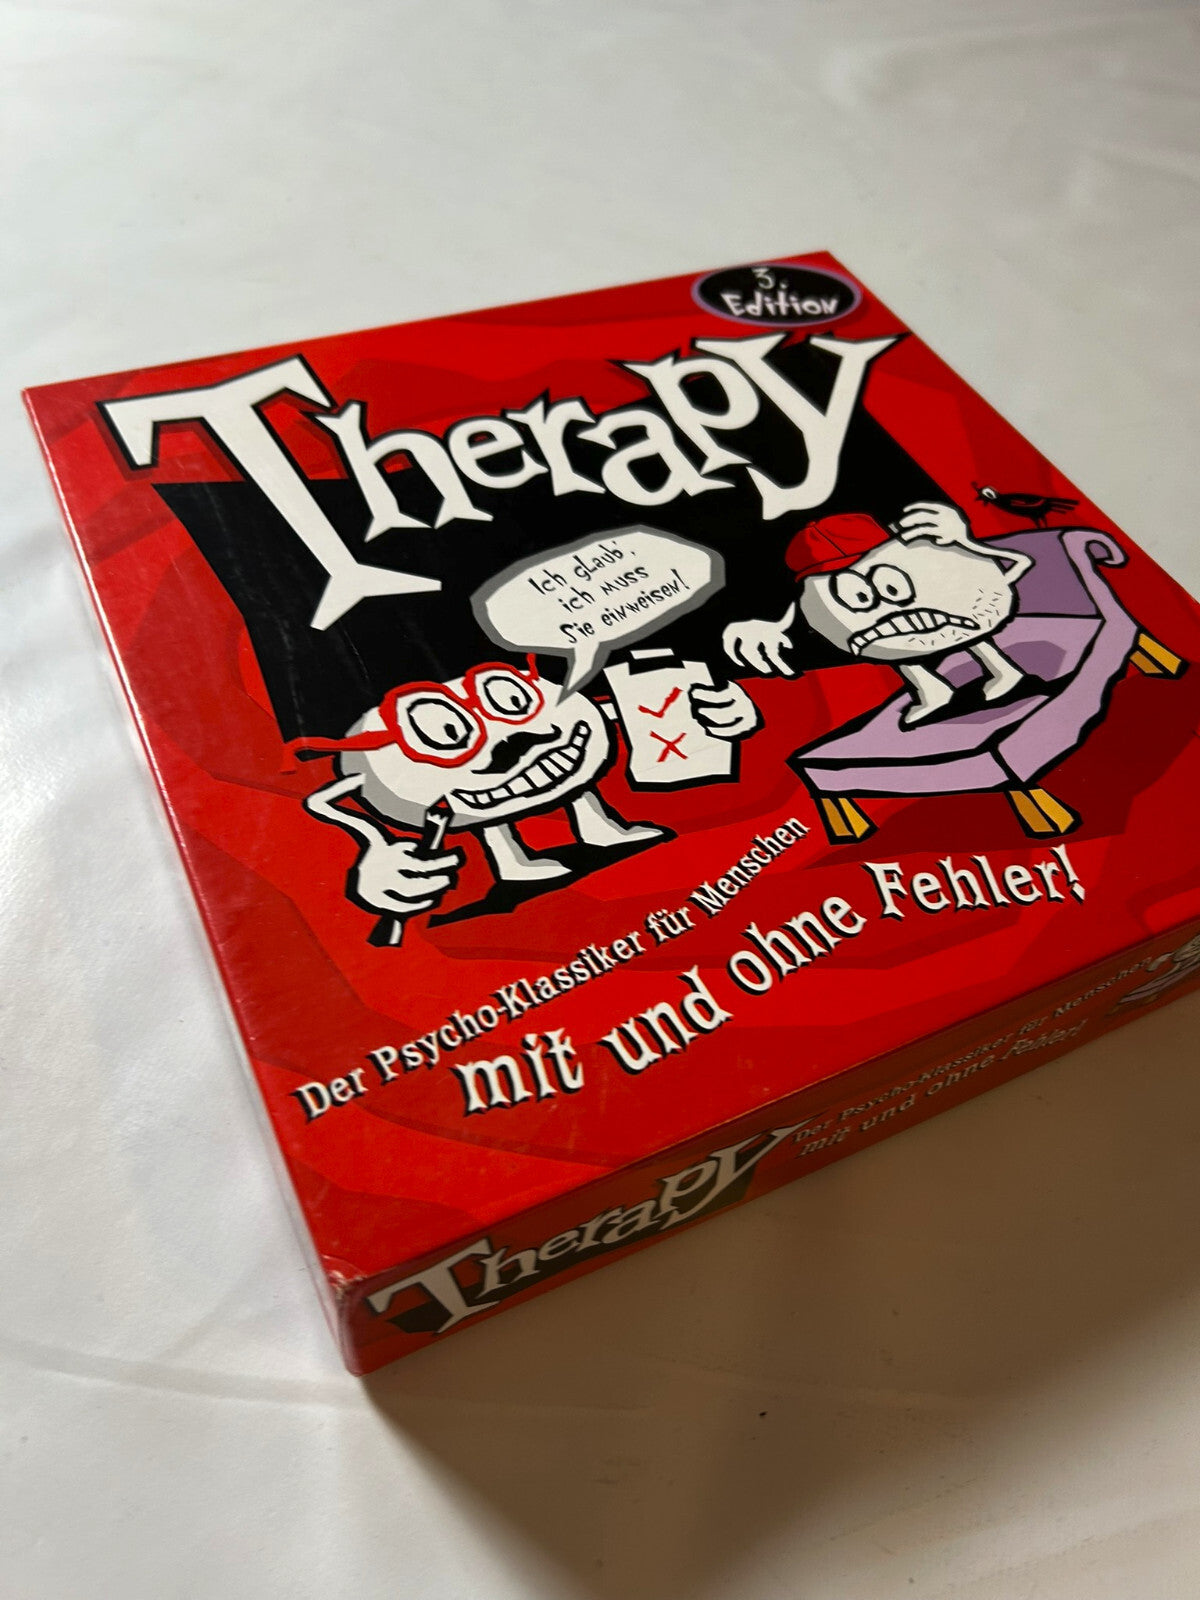 3.
Edition
Therapy
Ich glaub',
ich muss
Sie einweisen!
Der Psycho-Klassiker für Menschen
mit und ohne Fehler!
Therapy
Der Psycho-Klassiker für Menschen
mit und ohne Fehler!